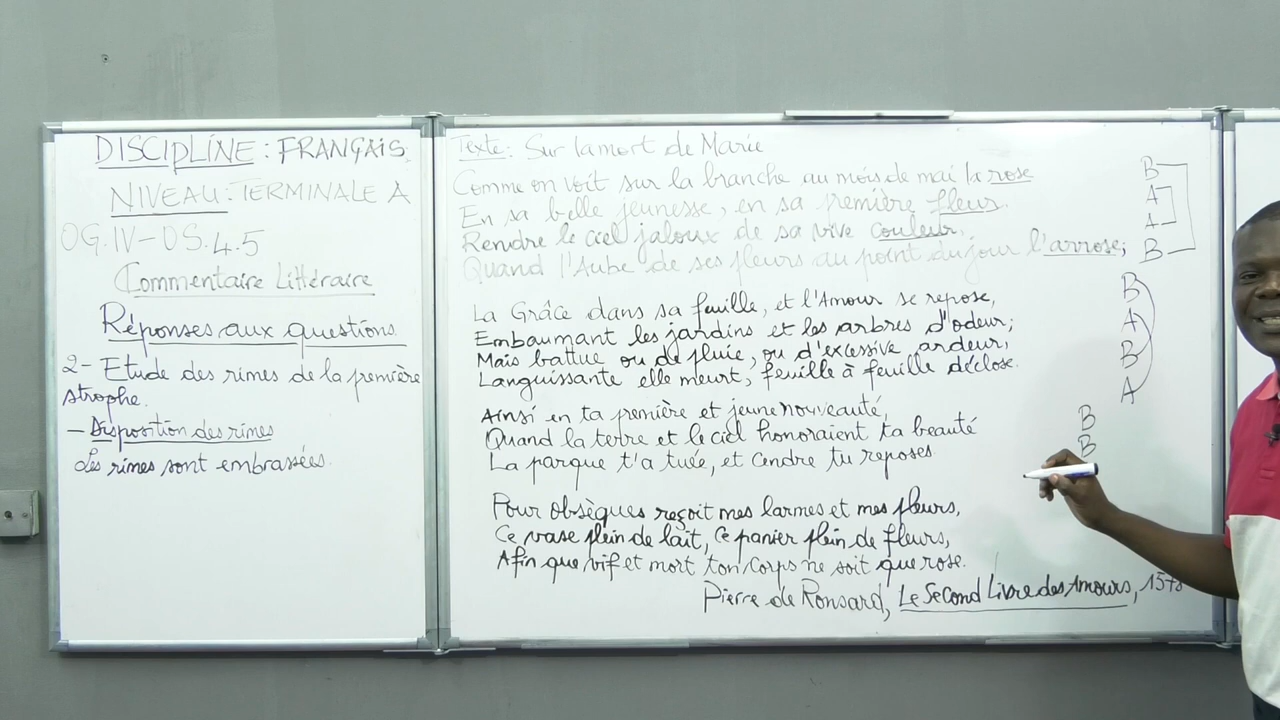 DISCIPLINE : FRANÇAIS.
NIVEAU : TERMINALE A
OG.IV-OS.4.5
Commentaire Littéraire
Réponses aux questions.
2- Etude des rimes de la première
strophe.
- Disposition des rimes
Les rimes sont embrassées.
Texte : Sur la mort de Marie
Comme on voit sur la branche au mois de mai la rose
En sa belle jeunesse, en sa première fleur,
Rendre le ciel jaloux de sa vive couleur,
Quand l'Aube de ses fleurs au point du jour l'arrose;
La Grâce dans sa feuille, et l'Amour se repose,
Embaumant les jardins et les arbres d'odeur;
Mais battue ou de pluie, ou d'excessive ardeur,
Languissante elle meurt, feuille à feuille déclose.
Ainsi en ta première et jeune nouveauté,
Quand la terre et le ciel honoraient ta beauté
La parque t'a tuée, et cendre tu reposes.
Pour obsèques reçoit mes larmes et mes pleurs,
Ce vase plein de lait, ce panier plein de fleurs,
Afin que vif et mort ton corps ne soit que rose.
Pierre de Ronsard, Le Second Livre des Amours, 1578
B
A
A
B
B
A
B
A
B
B